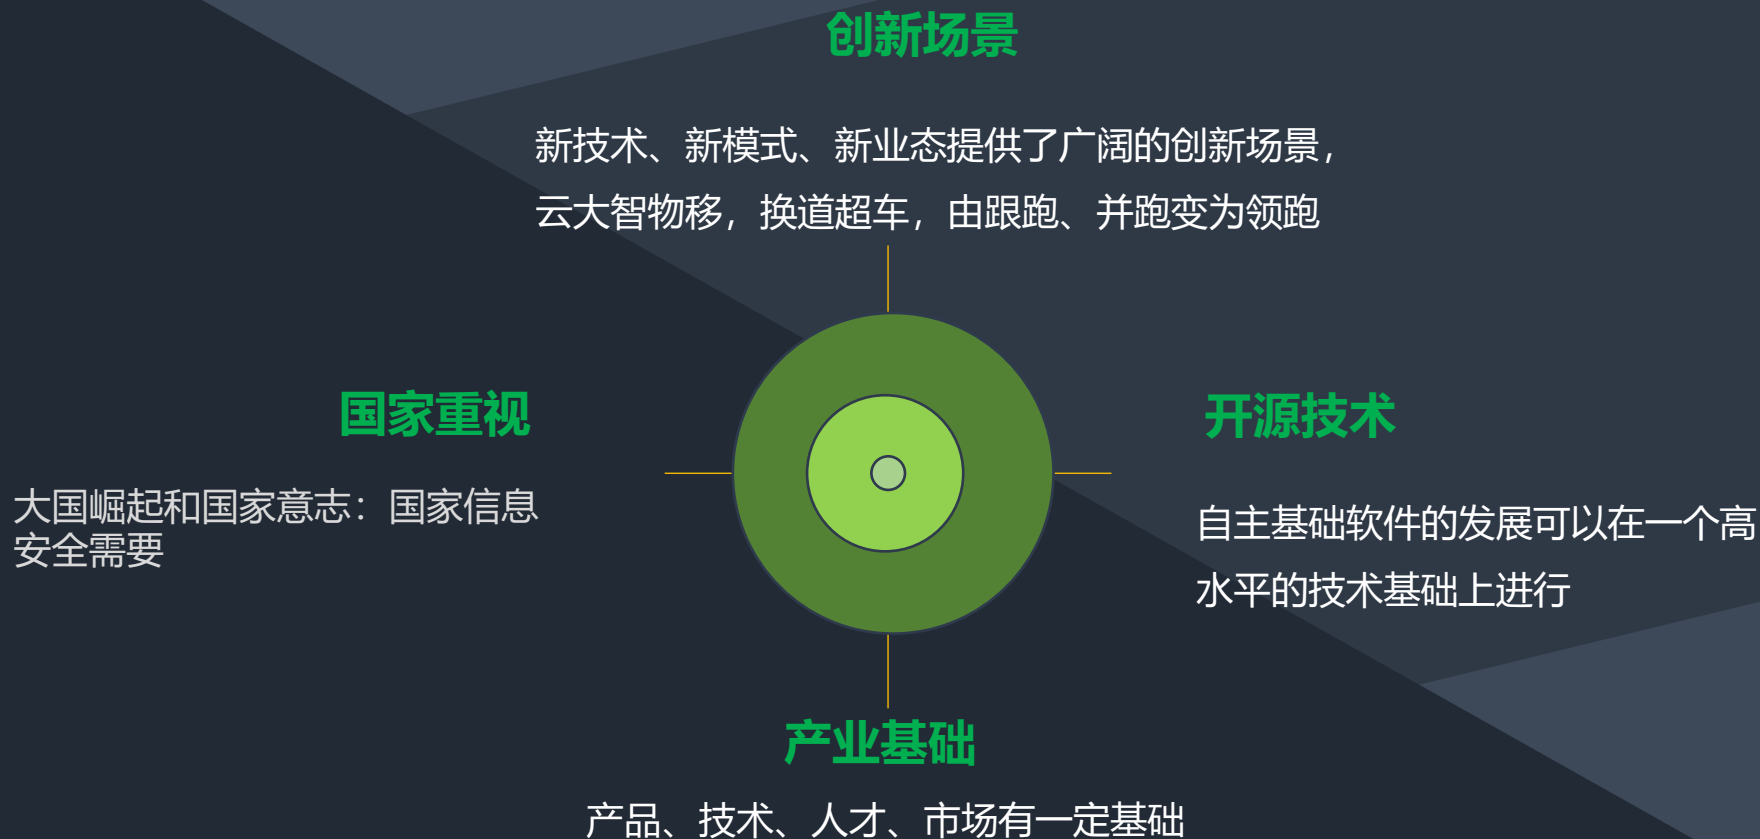 创新场景
新技术、新模式、新业态提供了广阔的创新场景，
云大智物移，换道超车，由跟跑、并跑变为领跑
国家重视
大国崛起和国家意志：国家信息
安全需要
开源技术
自主基础软件的发展可以在一个高
水平的技术基础上进行
产业基础
产品、技术、人才、市场有一定基础